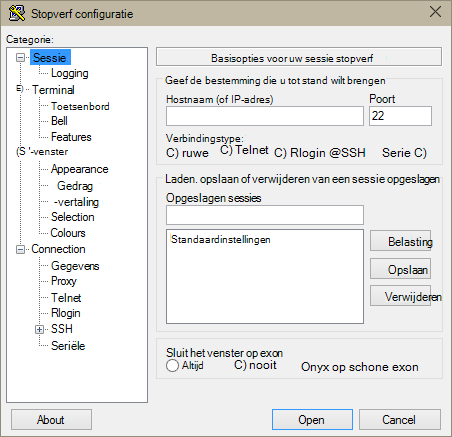 Stopverf configuratie
Categorie:
Sessie
Logging
E) Terminal
Toetsenbord
Bell
Features
(S '-venster
Appearance
Gedrag
-vertaling
Selection
Colours
Connection
Gegevens
Proxy
Telnet
Rlogin
SSH
Seriële
Basisopties voor uw sessie stopverf
Geef de bestemming die u tot stand wilt brengen
Hostnaam (of IP-adres) Poort
22
Verbindingstype:
C) ruwe C) Telnet C) Rlogin @SSH Serie C)
Laden. opslaan of verwijderen van een sessie opgeslagen
Opgeslagen sessies
Standaardinstellingen
Belasting
Opslaan
Verwijderen
Sluit het venster op exon
Altijd C) nooit Onyx op schone exon
About Open Cancel